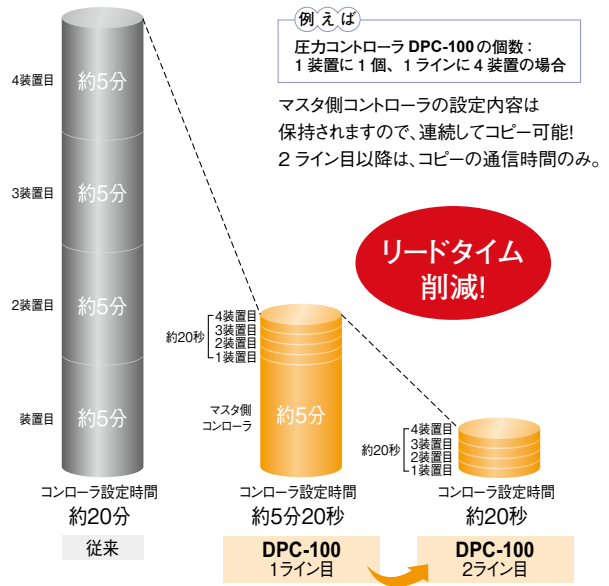 例えば
圧力コントローラ DPC-100 の個数：
1 装置に 1 個、 1 ラインに 4 装置の場合
マスタ側コントローラの設定内容は
保持されますので、連続してコピー可能!
2 ライン目以降は、コピーの通信時間のみ。
リードタイム
削減!
4装置目
約5分
3装置目
約5分
2装置目
約5分
装置目
約5分
コンローラ設定時間
約20分
従来
約20秒
4装置目
3装置目
2装置目
1装置目
マスタ側
コントローラ
約5分
コンローラ設定時間
約5分20秒
DPC-100
1ライン目
約20秒
4装置目
3装置目
2装置目
1装置目
コンローラ設定時間
約20秒
DPC-100
2ライン目